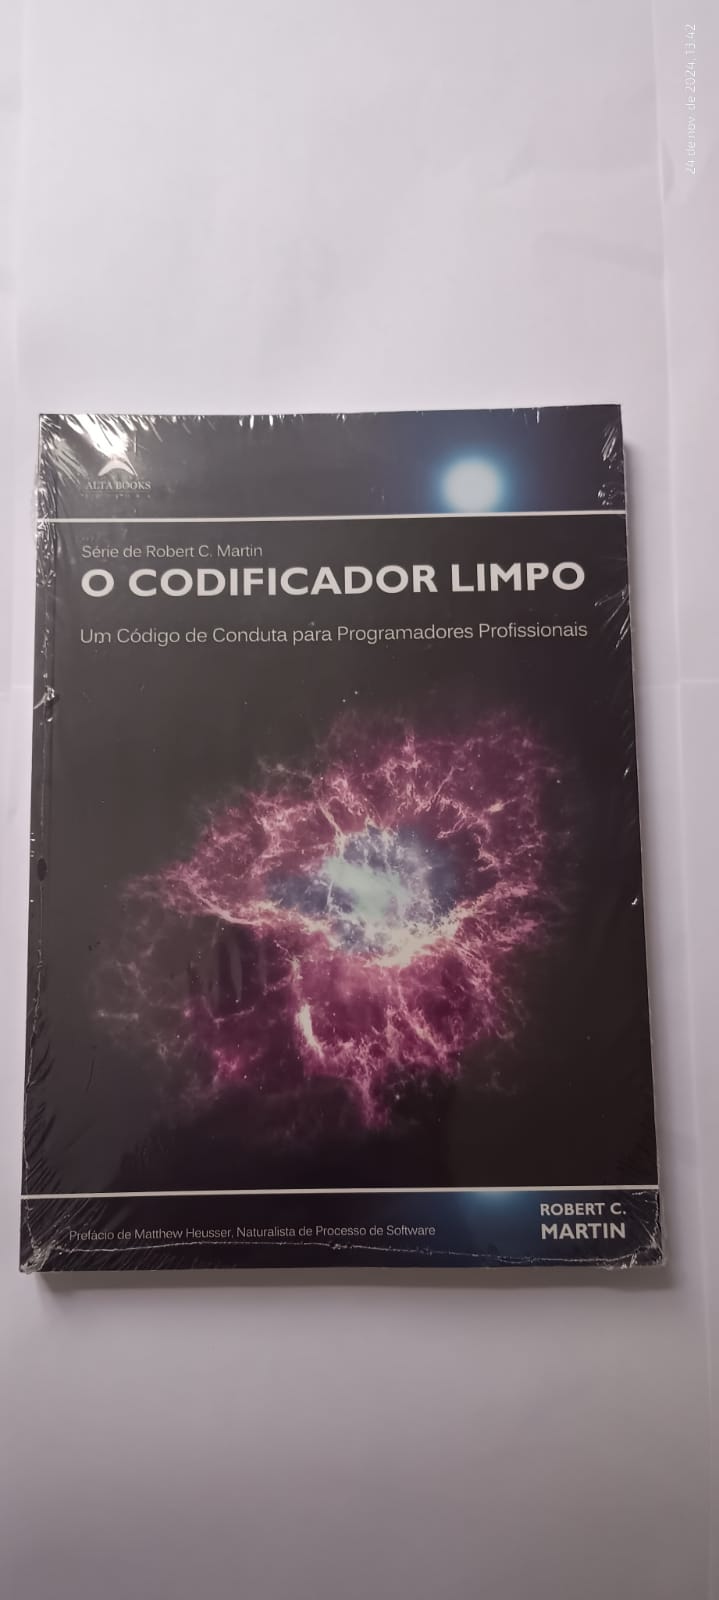 24 de nov. de 2024, 13:42
ALTA BOOKS
EDITORA
Série de Robert C. Martin
O CODIFICADOR LIMPO
Um Código de Conduta para Programadores Profissionais
Prefácio de Matthew Heusser, Naturalista de Processo de Software
ROBERT C.
MARTIN